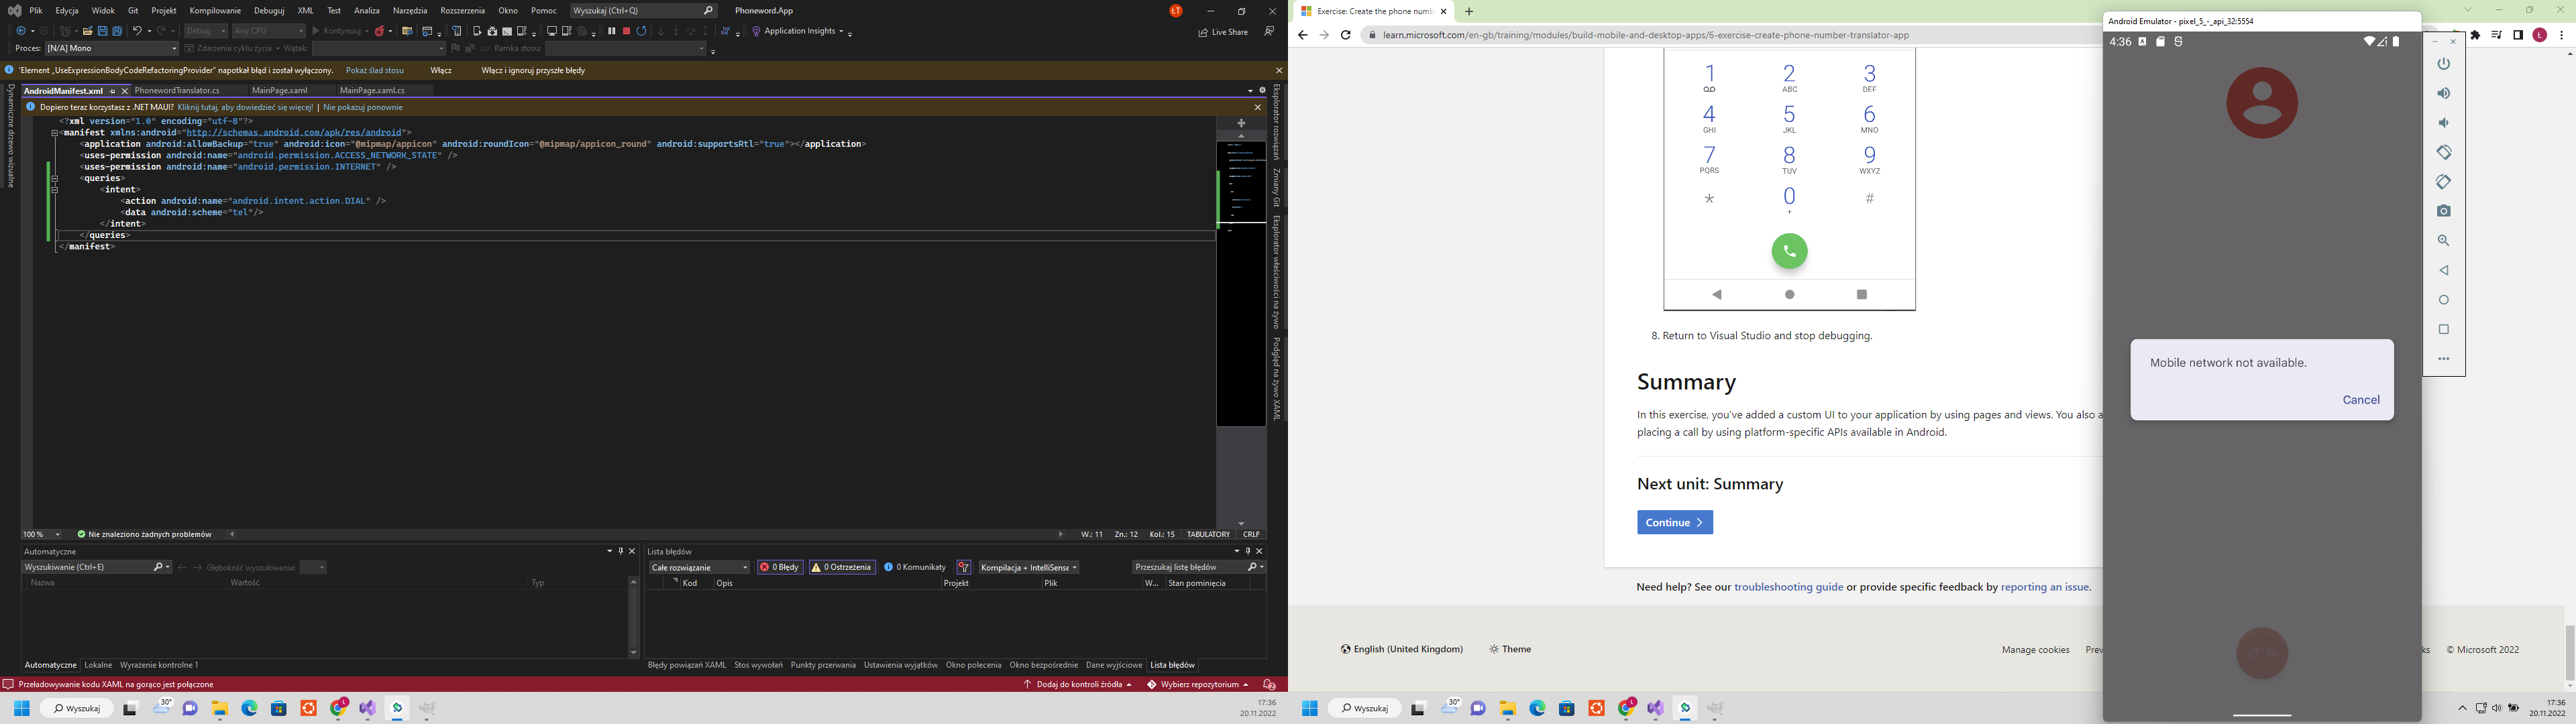 Plik Edycja Widok Git Projekt Kompilowanie Debuguj XML Test Analiza Narzędzia Rozszerzenia Okno Pomoc Wyszukaj (Ctrl+Q) Phoneword.App ŁT
Debug Any CPU Kontynuuj Application Insights Live Share
Proces: [N/A] Mono Zdarzenia cyklu życia Wątek: Ramka stosu:
'Element „UseExpressionBodyCodeRefactoringProvider” napotkał błąd i został wyłączony. Pokaż ślad stosu Włącz Włącz i ignoruj przyszłe błędy
Dynamiczne drzewo wizualne
AndroidManifest.xml PhonewordTranslator.cs MainPage.xaml MainPage.xaml.cs
Dopiero teraz korzystasz z .NET MAUI? Kliknij tutaj, aby dowiedzieć się więcej! | Nie pokazuj ponownie
<?xml version="1.0" encoding="utf-8"?>
<manifest xmlns:android="http://schemas.android.com/apk/res/android">
<application android:allowBackup="true" android:icon="@mipmap/appicon" android:roundIcon="@mipmap/appicon_round" android:supportsRtl="true"></application>
<uses-permission android:name="android.permission.ACCESS_NETWORK_STATE" />
<uses-permission android:name="android.permission.INTERNET" />
<queries>
<intent>
<action android:name="android.intent.action.DIAL" />
<data android:scheme="tel"/>
</intent>
</queries>
</manifest>
Eksplorator rozwiązań
Zmiany Git
Eksplorator właściwości na żywo
Podgląd na żywo XAML
100 % Nie znaleziono żadnych problemów W.: 11 Zn.: 12 Kol.: 15 TABULATORY CRLF
Automatyczne
Wyszukiwanie (Ctrl+E) Głębokość wyszukiwania:
Nazwa Wartość Typ
Automatyczne Lokalne Wyrażenie kontrolne 1
Lista błędów
Całe rozwiązanie 0 Błędy 0 Ostrzeżenia 0 Komunikaty Kompilacja + IntelliSense Przeszukaj listę błędów
Kod Opis Projekt Plik W... Stan pominięcia
Błędy powiązań XAML Stos wywołań Punkty przerwania Ustawienia wyjątków Okno polecenia Okno bezpośrednie Dane wyjściowe Lista błędów
Przeładowywanie kodu XAML na gorąco jest połączone Dodaj do kontroli źródła Wybierz repozytorium 2
Wyszukaj 30° 17:36
20.11.2022
Exercise: Create the phone numb
learn.microsoft.com/en-gb/training/modules/build-mobile-and-desktop-apps/6-exercise-create-phone-number-translator-app
1 2 3
ABC DEF
4 5 6
GHI JKL MNO
7 8 9
PQRS TUV WXYZ
* 0 #
+
8. Return to Visual Studio and stop debugging.
Summary
In this exercise, you've added a custom UI to your application by using pages and views. You also a
placing a call by using platform-specific APIs available in Android.
Next unit: Summary
Continue
Need help? See our troubleshooting guide or provide specific feedback by reporting an issue.
English (United Kingdom) Theme Manage cookies Prev ks © Microsoft 2022
Android Emulator - pixel_5_-_api_32:5554
4:36
Mobile network not available.
Cancel
Wyszukaj 30° 17:36
20.11.2022